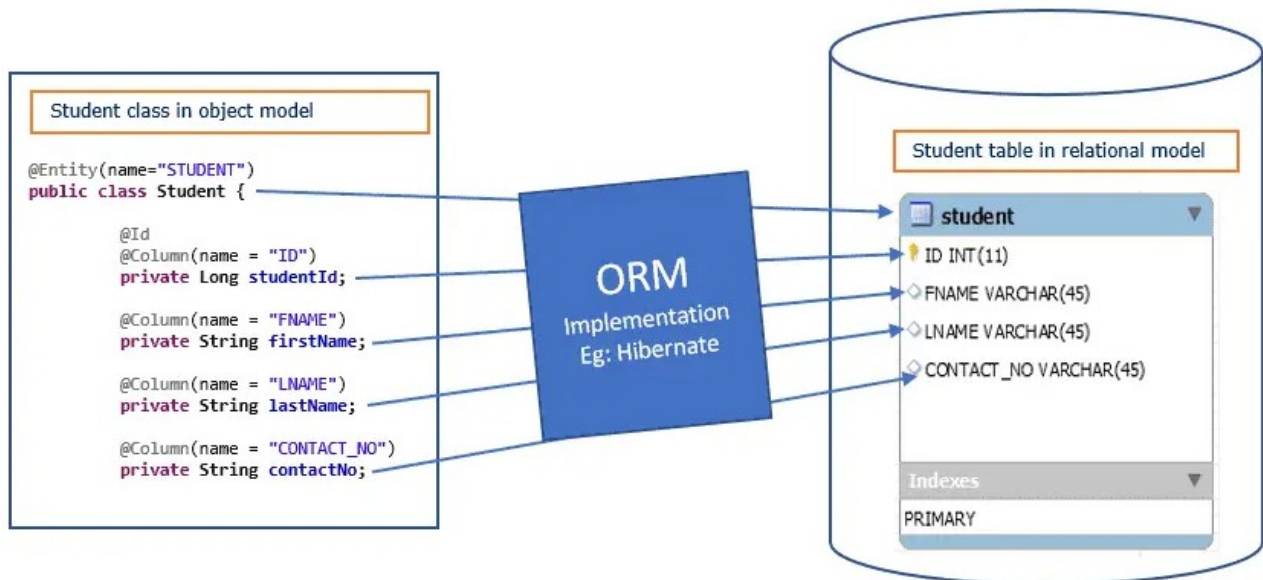 Student class in object model
@Entity(name="STUDENT")
public class Student {
@Id
@Column(name = "ID")
private Long studentId;
@Column(name = "FNAME")
private String firstName;
@Column(name = "LNAME")
private String lastName;
@Column(name = "CONTACT_NO")
private String contactNo;
ORM
Implementation
Eg: Hibernate
Student table in relational model
student
ID INT(11)
FNAME VARCHAR(45)
LNAME VARCHAR(45)
CONTACT_NO VARCHAR(45)
Indexes
PRIMARY